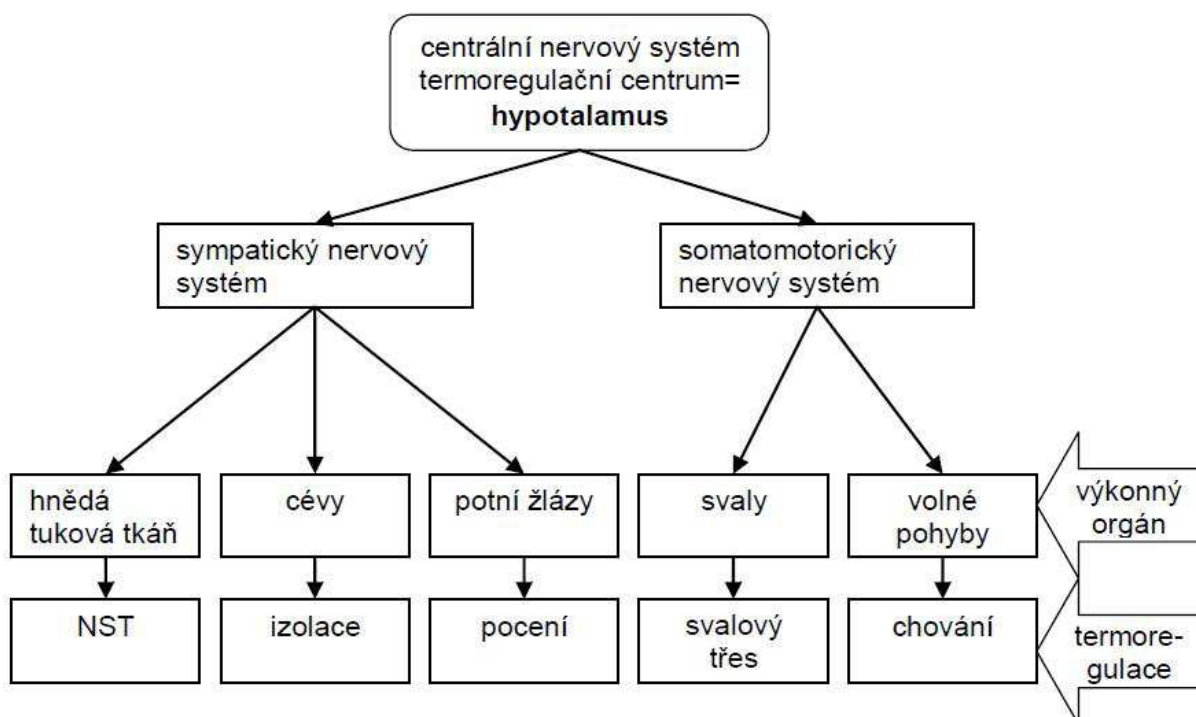 centrální nervový systém
termoregulační centrum=
hypotalamus
sympatický nervový
systém
somatomotorický
nervový systém
hnědá
tuková tkáň
cévy
potní žlázy
svaly
volné
pohyby
výkonný
orgán
NST
izolace
pocení
svalový
třes
chování
termore-
gulace